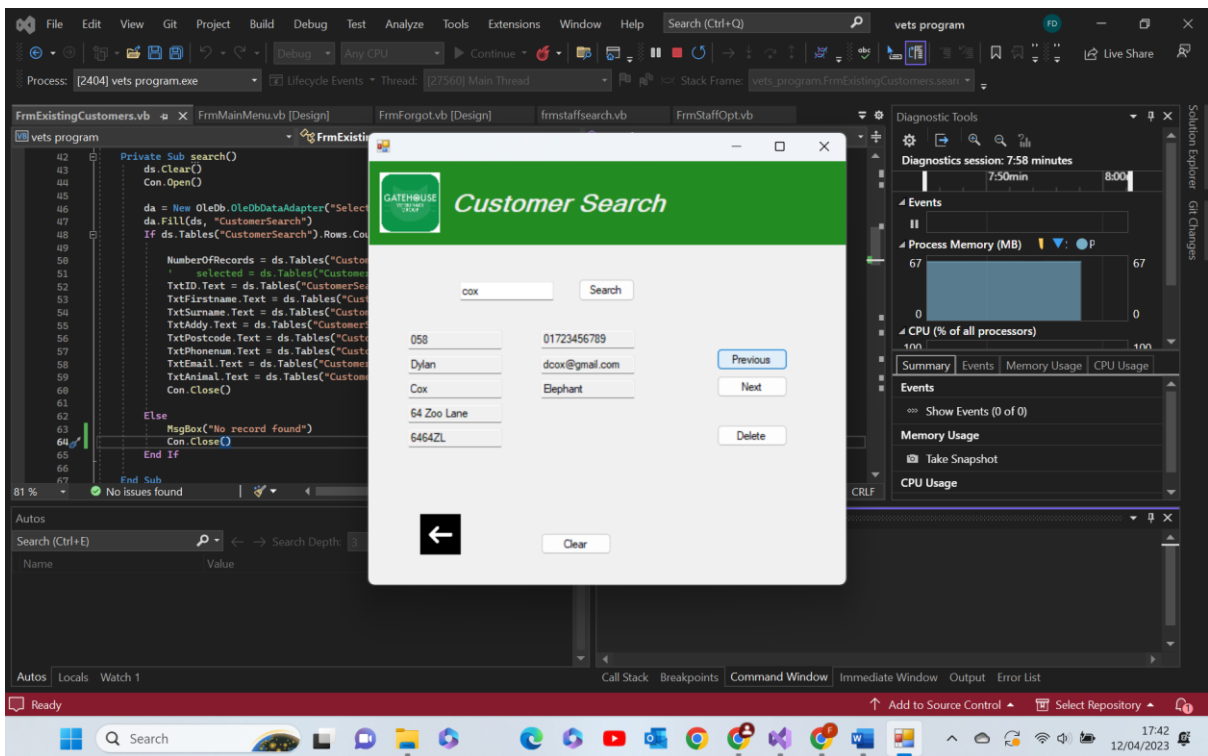 File Edit View Git Project Build Debug Test Analyze Tools Extensions Window Help Search (Ctrl+Q) vets program FD
Debug Any CPU Continue Live Share
Process: [2404] vets program.exe Lifecycle Events Thread: [27560] Main Thread Stack Frame: vets_program.FrmExistingCustomers.sear
FrmExistingCustomers.vb FrmMainMenu.vb [Design] FrmForgot.vb [Design] frmstaffsearch.vb FrmStaffOpt.vb
vets program FrmExistin
42 Private Sub search()
43 ds.Clear()
44 Con.Open()
45
46 da = New OleDb.OleDbDataAdapter("Select
47 da.Fill(ds, "CustomerSearch")
48 If ds.Tables("CustomerSearch").Rows.Cou
49
50 NumberOfRecords = ds.Tables("Custom
51 ' selected = ds.Tables("Customer
52 TxtID.Text = ds.Tables("CustomerSea
53 TxtFirstname.Text = ds.Tables("Cust
54 TxtSurname.Text = ds.Tables("Custom
55 TxtAddy.Text = ds.Tables("CustomerS
56 TxtPostcode.Text = ds.Tables("Custo
57 TxtPhonenum.Text = ds.Tables("Custo
58 TxtEmail.Text = ds.Tables("Customer
59 TxtAnimal.Text = ds.Tables("Custome
60 Con.Close()
61
62 Else
63 MsgBox("No record found")
64 Con.Close()
65 End If
66
67 End Sub
81 % No issues found CRLF
GATEHOUSE
Customer Search
cox Search
058 01723456789
Dylan dcox@gmail.com
Cox Elephant
64 Zoo Lane
6464ZL
Previous
Next
Delete
Clear
Diagnostic Tools
Diagnostics session: 7:58 minutes
7:50min 8:00
Events
Process Memory (MB) P
67 67
0 0
CPU (% of all processors)
100 100
Summary Events Memory Usage CPU Usage
Events
Show Events (0 of 0)
Memory Usage
Take Snapshot
CPU Usage
Solution Explorer
Git Changes
Autos
Search (Ctrl+E) Search Depth: 3
Name Value
Autos Locals Watch 1
Call Stack Breakpoints Command Window Immediate Window Output Error List
Ready Add to Source Control Select Repository
Search
17:42
12/04/2023